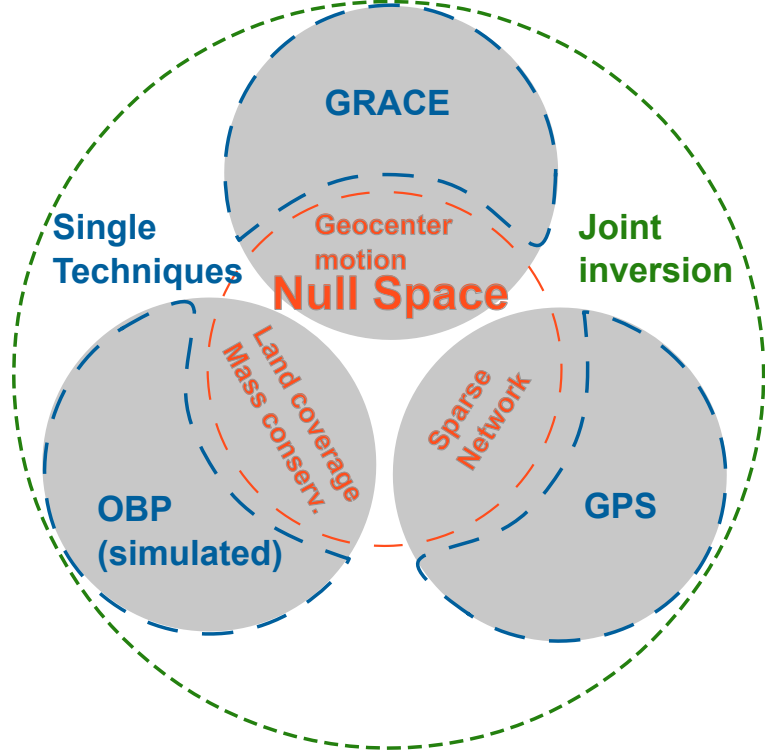 GRACE
Single
Techniques
Joint
inversion
Geocenter
motion
Null Space
Land coverage
Mass conserv.
Sparse
Network
OBP
(simulated)
GPS